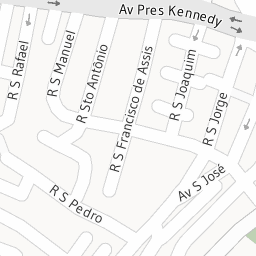 Av Pres Kennedy
R S Rafael
R S Manuel
R Sto Antônio
R S Francisco de Assis
R S Joaquim
R S Jorge
Av S José
R S Pedro